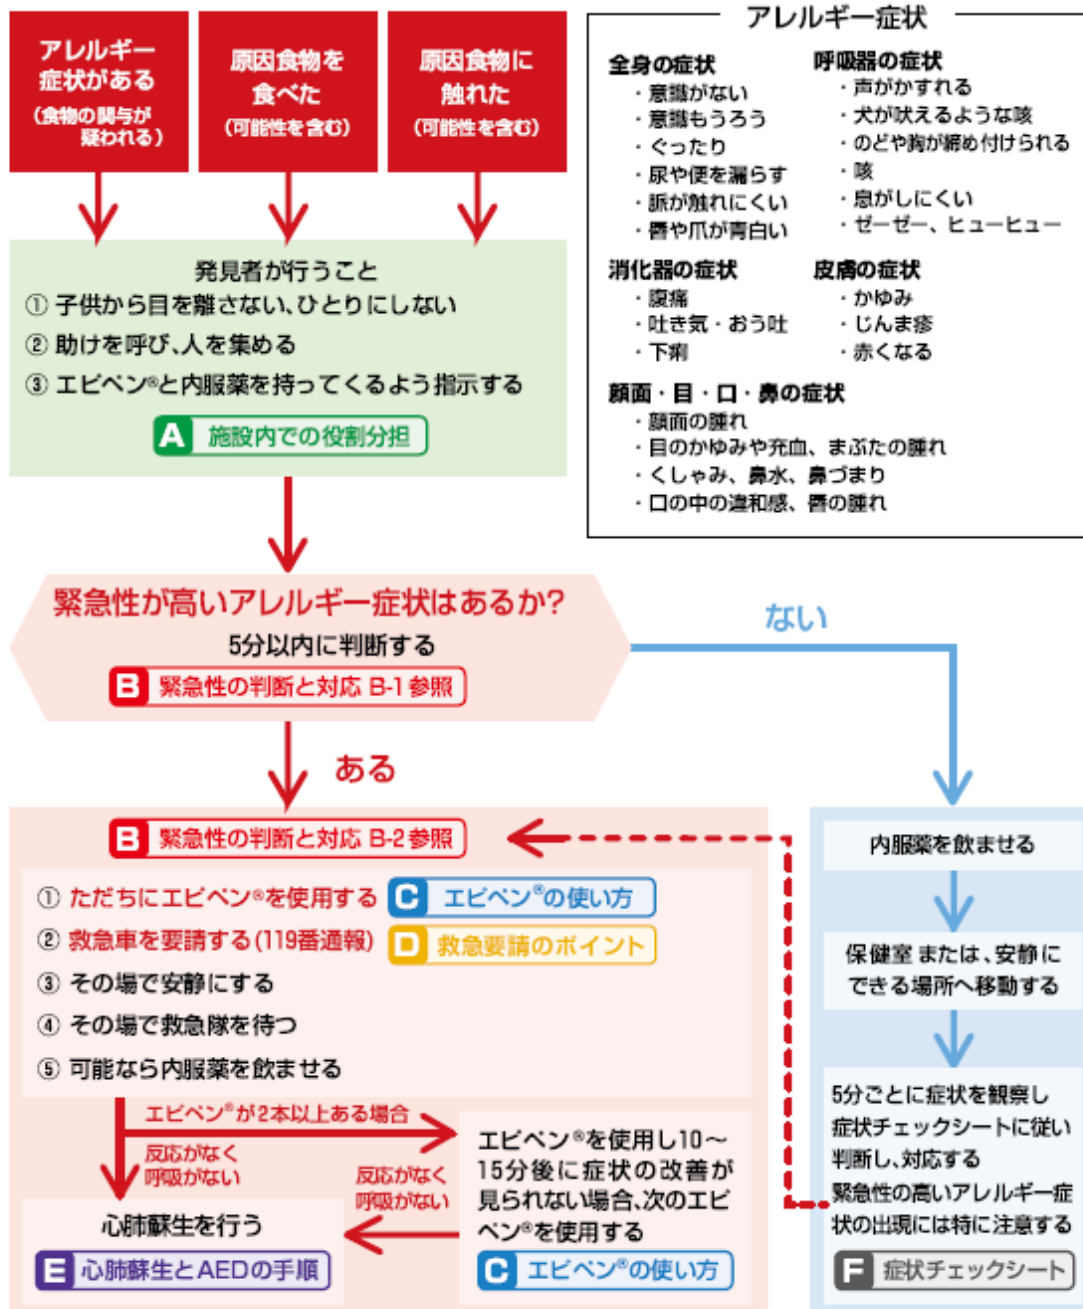 アレルギー
症状がある
(食物の関与が
疑われる)
原因食物を
食べた
(可能性を含む)
原因食物に
触れた
(可能性を含む)
アレルギー症状
全身の症状
・意識がない
・意識もうろう
・ぐったり
・尿や便を漏らす
・脈が触れにくい
・唇や爪が青白い
呼吸器の症状
・声がかすれる
・犬が吠えるような咳
・のどや胸が締め付けられる
・咳
・息がしにくい
・ゼーゼー、ヒューヒュー
消化器の症状
・腹痛
・吐き気・おう吐
・下痢
皮膚の症状
・かゆみ
・じんま疹
・赤くなる
顔面・目・口・鼻の症状
・顔面の腫れ
・目のかゆみや充血、まぶたの腫れ
・くしゃみ、鼻水、鼻づまり
・口の中の違和感、唇の腫れ
発見者が行うこと
① 子供から目を離さない、ひとりにしない
② 助けを呼び、人を集める
③ エピペン®と内服薬を持ってくるよう指示する
A 施設内での役割分担
緊急性が高いアレルギー症状はあるか?
5分以内に判断する
B 緊急性の判断と対応 B-1参照
ない
ある
B 緊急性の判断と対応 B-2参照
① ただちにエピペン®を使用する C エピペン®の使い方
② 救急車を要請する(119番通報) D 救急要請のポイント
③ その場で安静にする
④ その場で救急隊を待つ
⑤ 可能なら内服薬を飲ませる
エピペン®が2本以上ある場合
反応がなく
呼吸がない
心肺蘇生を行う
E 心肺蘇生とAEDの手順
反応がなく
呼吸がない
エピペン®を使用し10〜
15分後に症状の改善が
見られない場合、次のエピ
ペン®を使用する
C エピペン®の使い方
内服薬を飲ませる
保健室または、安静に
できる場所へ移動する
5分ごとに症状を観察し
症状チェックシートに従い
判断し、対応する
緊急性の高いアレルギー症
状の出現には特に注意する
F 症状チェックシート